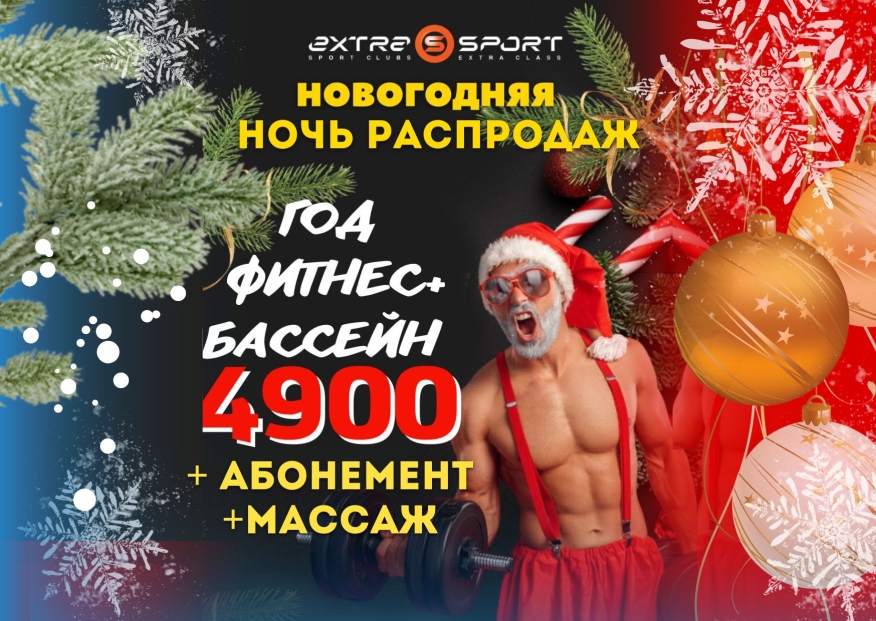 extra S SPORT
SPORT CLUBS EXTRA CLASS
НОВОГОДНЯЯ
НОЧЬ РАСПРОДАЖ
ГОД
ФИТНЕС+
БАССЕЙН
4900
+ АБОНЕМЕНТ
+МАССАЖ